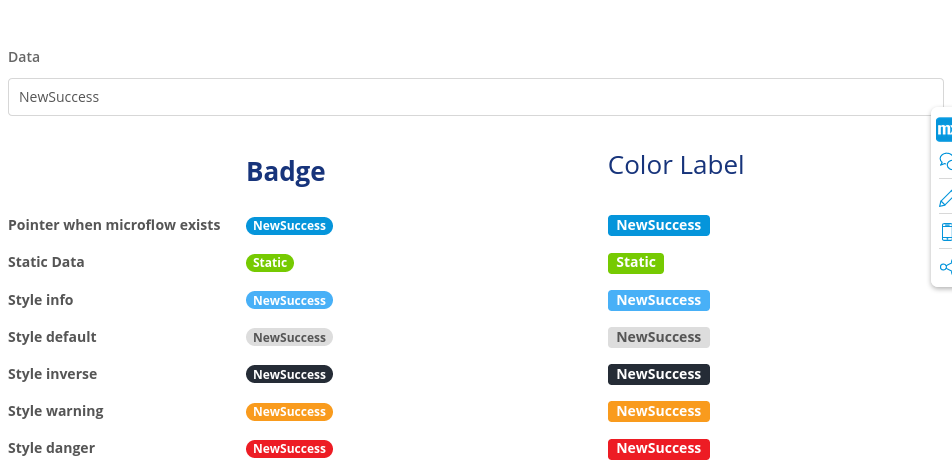 Data
NewSuccess
Badge Color Label
Pointer when microflow exists NewSuccess NewSuccess
Static Data Static Static
Style info NewSuccess NewSuccess
Style default NewSuccess NewSuccess
Style inverse NewSuccess NewSuccess
Style warning NewSuccess NewSuccess
Style danger NewSuccess NewSuccess